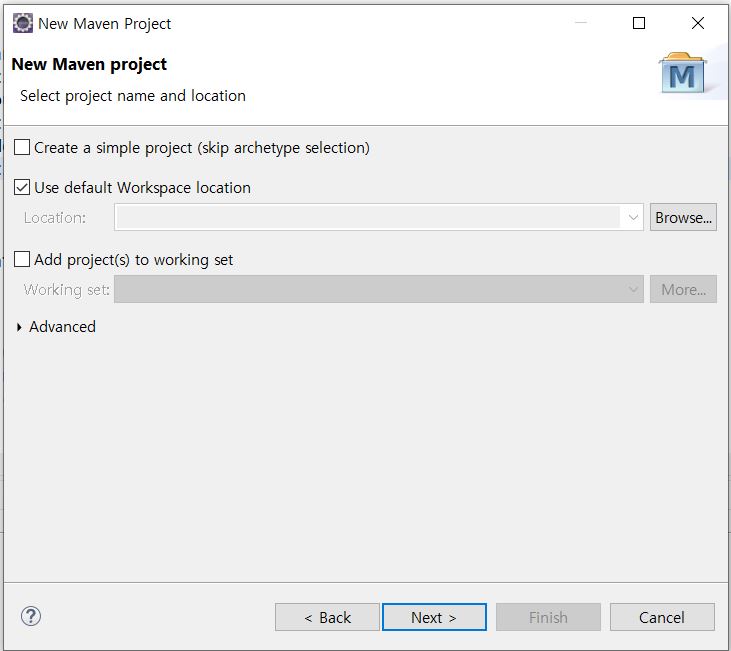 New Maven Project
New Maven project
Select project name and location
M
Create a simple project (skip archetype selection)
Use default Workspace location
Location:
Browse...
Add project(s) to working set
Working set:
More...
Advanced
?
< Back
Next >
Finish
Cancel